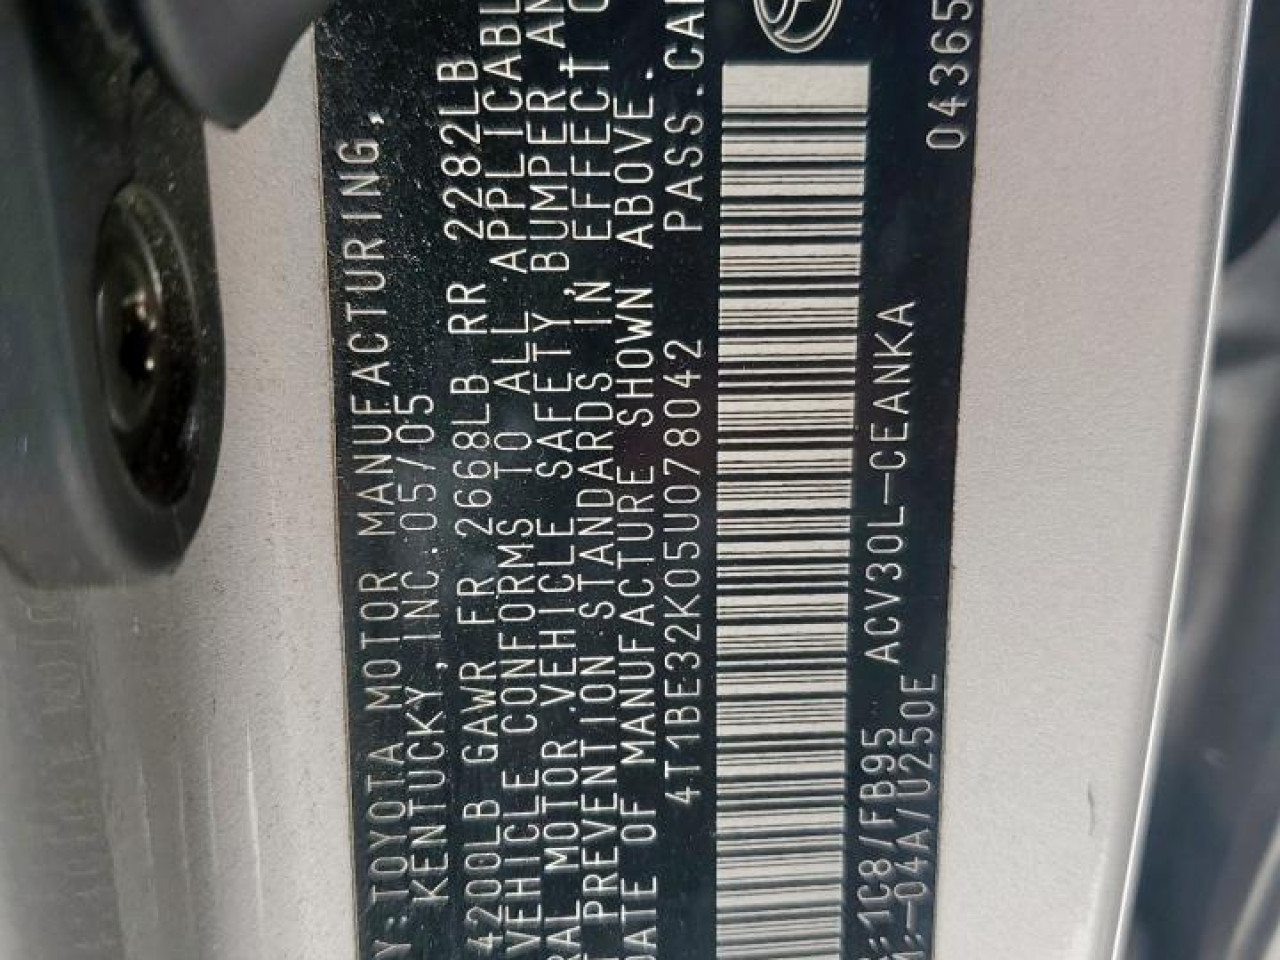 Y:TOYOTA MOTOR MANUFACTURING,
KENTUCKY, INC. 05/05
4200LB GAWR FR 2668LB RR 2282LB
VEHICLE CONFORMS TO ALL APPLICABL
RAL MOTOR VEHICLE SAFETY, BUMPER AN
T PREVENTION STANDARDS IN EFFECT O
DATE OF MANUFACTURE SHOWN ABOVE.
4T1BE32K05U078042 PASS.CAR
:1C8/FB95 ACV30L-CEANKA
:-04A/U250E 04365